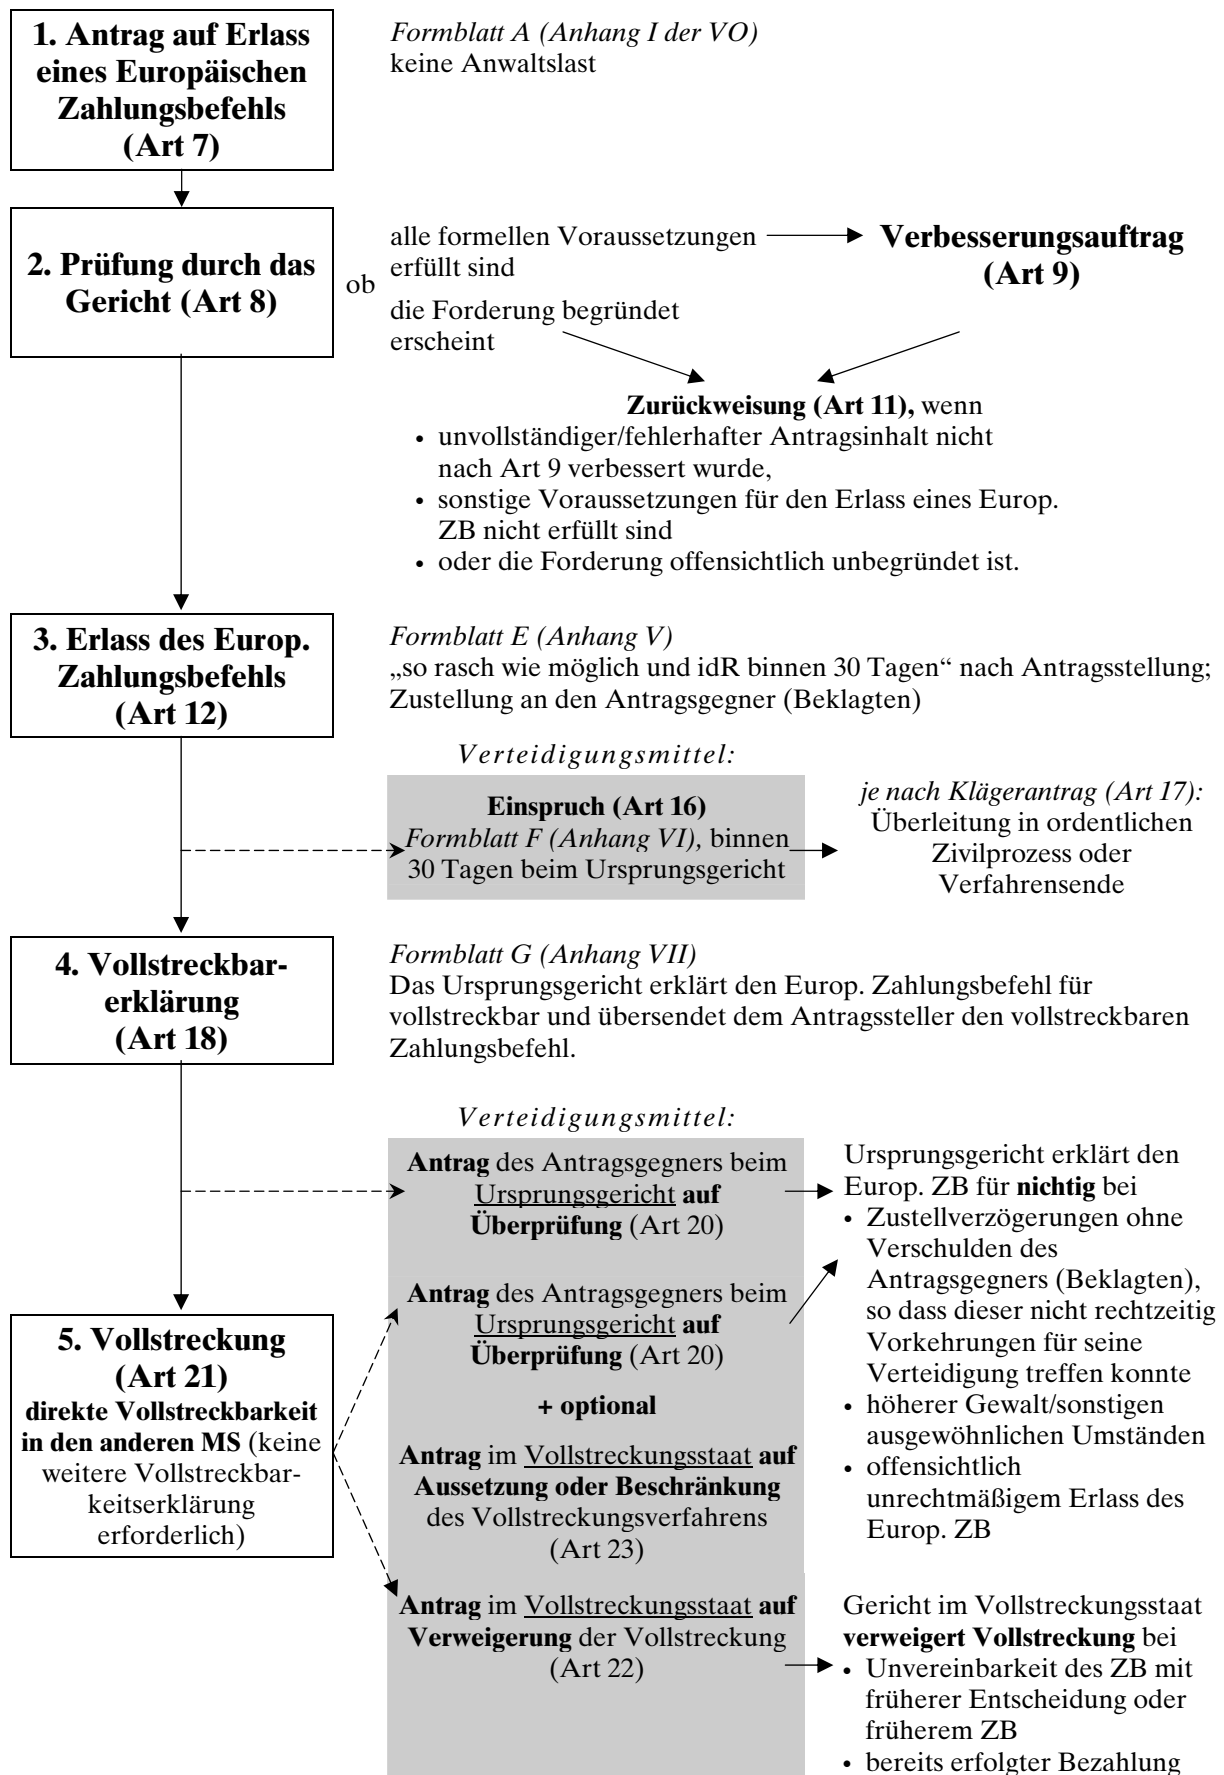 1. Antrag auf Erlass
eines Europäischen
Zahlungsbefehls
(Art 7)
Formblatt A (Anhang I der VO)
keine Anwaltslast
2. Prüfung durch das
Gericht (Art 8)
ob
alle formellen Voraussetzungen
erfüllt sind
die Forderung begründet
erscheint
Verbesserungsauftrag
(Art 9)
Zurückweisung (Art 11), wenn
• unvollständiger/fehlerhafter Antragsinhalt nicht
nach Art 9 verbessert wurde,
• sonstige Voraussetzungen für den Erlass eines Europ.
ZB nicht erfüllt sind
• oder die Forderung offensichtlich unbegründet ist.
3. Erlass des Europ.
Zahlungsbefehls
(Art 12)
Formblatt E (Anhang V)
„so rasch wie möglich und idR binnen 30 Tagen“ nach Antragsstellung;
Zustellung an den Antragsgegner (Beklagten)
Verteidigungsmittel:
Einspruch (Art 16)
Formblatt F (Anhang VI), binnen
30 Tagen beim Ursprungsgericht
je nach Klägerantrag (Art 17):
Überleitung in ordentlichen
Zivilprozess oder
Verfahrensende
4. Vollstreckbar-
erklärung
(Art 18)
Formblatt G (Anhang VII)
Das Ursprungsgericht erklärt den Europ. Zahlungsbefehl für
vollstreckbar und übersendet dem Antragssteller den vollstreckbaren
Zahlungsbefehl.
Verteidigungsmittel:
Antrag des Antragsgegners beim
Ursprungsgericht auf
Überprüfung (Art 20)
Antrag des Antragsgegners beim
Ursprungsgericht auf
Überprüfung (Art 20)
+ optional
Antrag im Vollstreckungsstaat auf
Aussetzung oder Beschränkung
des Vollstreckungsverfahrens
(Art 23)
Ursprungsgericht erklärt den
Europ. ZB für nichtig bei
• Zustellverzögerungen ohne
Verschulden des
Antragsgegners (Beklagten),
so dass dieser nicht rechtzeitig
Vorkehrungen für seine
Verteidigung treffen konnte
• höherer Gewalt/sonstigen
ausgewöhnlichen Umständen
• offensichtlich
unrechtmäßigem Erlass des
Europ. ZB
5. Vollstreckung
(Art 21)
direkte Vollstreckbarkeit
in den anderen MS (keine
weitere Vollstreckbar-
keitserklärung
erforderlich)
Antrag im Vollstreckungsstaat auf
Verweigerung der Vollstreckung
(Art 22)
Gericht im Vollstreckungsstaat
verweigert Vollstreckung bei
• Unvereinbarkeit des ZB mit
früherer Entscheidung oder
früherem ZB
• bereits erfolgter Bezahlung